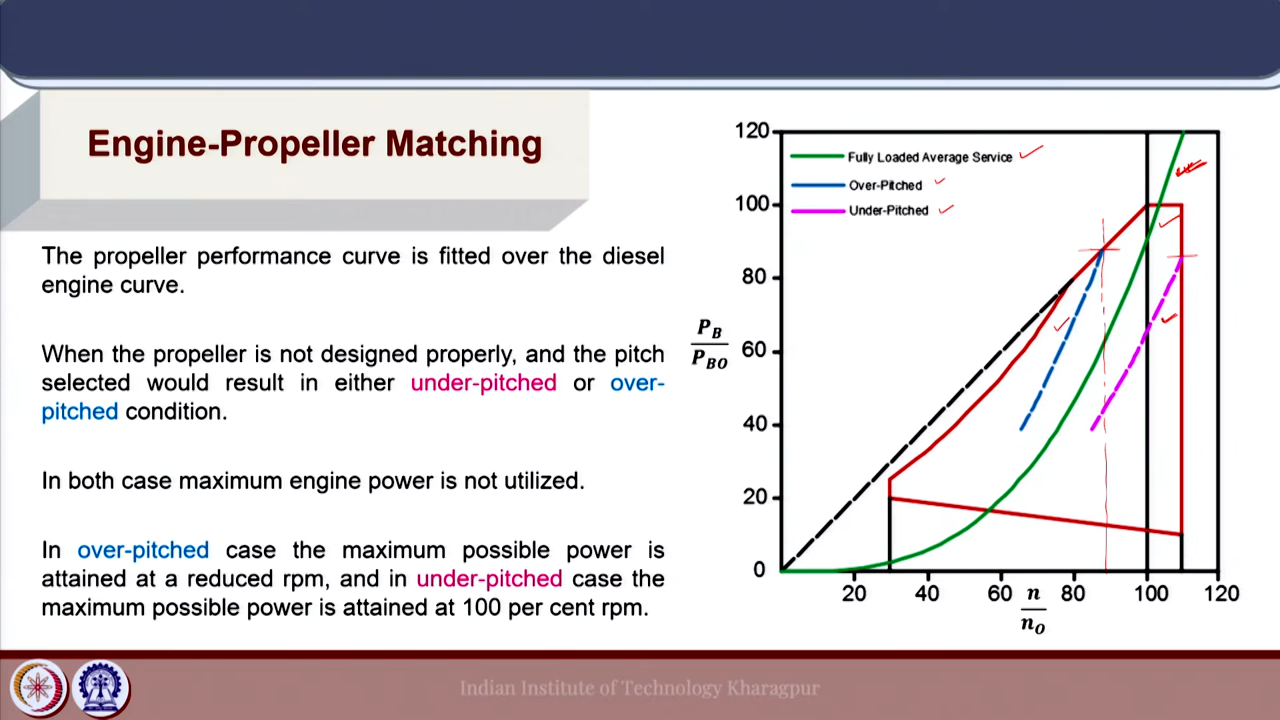 Engine-Propeller Matching
The propeller performance curve is fitted over the diesel
engine curve.
When the propeller is not designed properly, and the pitch
selected would result in either under-pitched or over-
pitched condition.
In both case maximum engine power is not utilized.
In over-pitched case the maximum possible power is
attained at a reduced rpm, and in under-pitched case the
maximum possible power is attained at 100 per cent rpm.
Fully Loaded Average Service
Over-Pitched
Under-Pitched
120
100
80
60
40
20
0
P_B
P_BO
20 40 60 80 100 120
n
n_O
Indian Institute of Technology Kharagpur